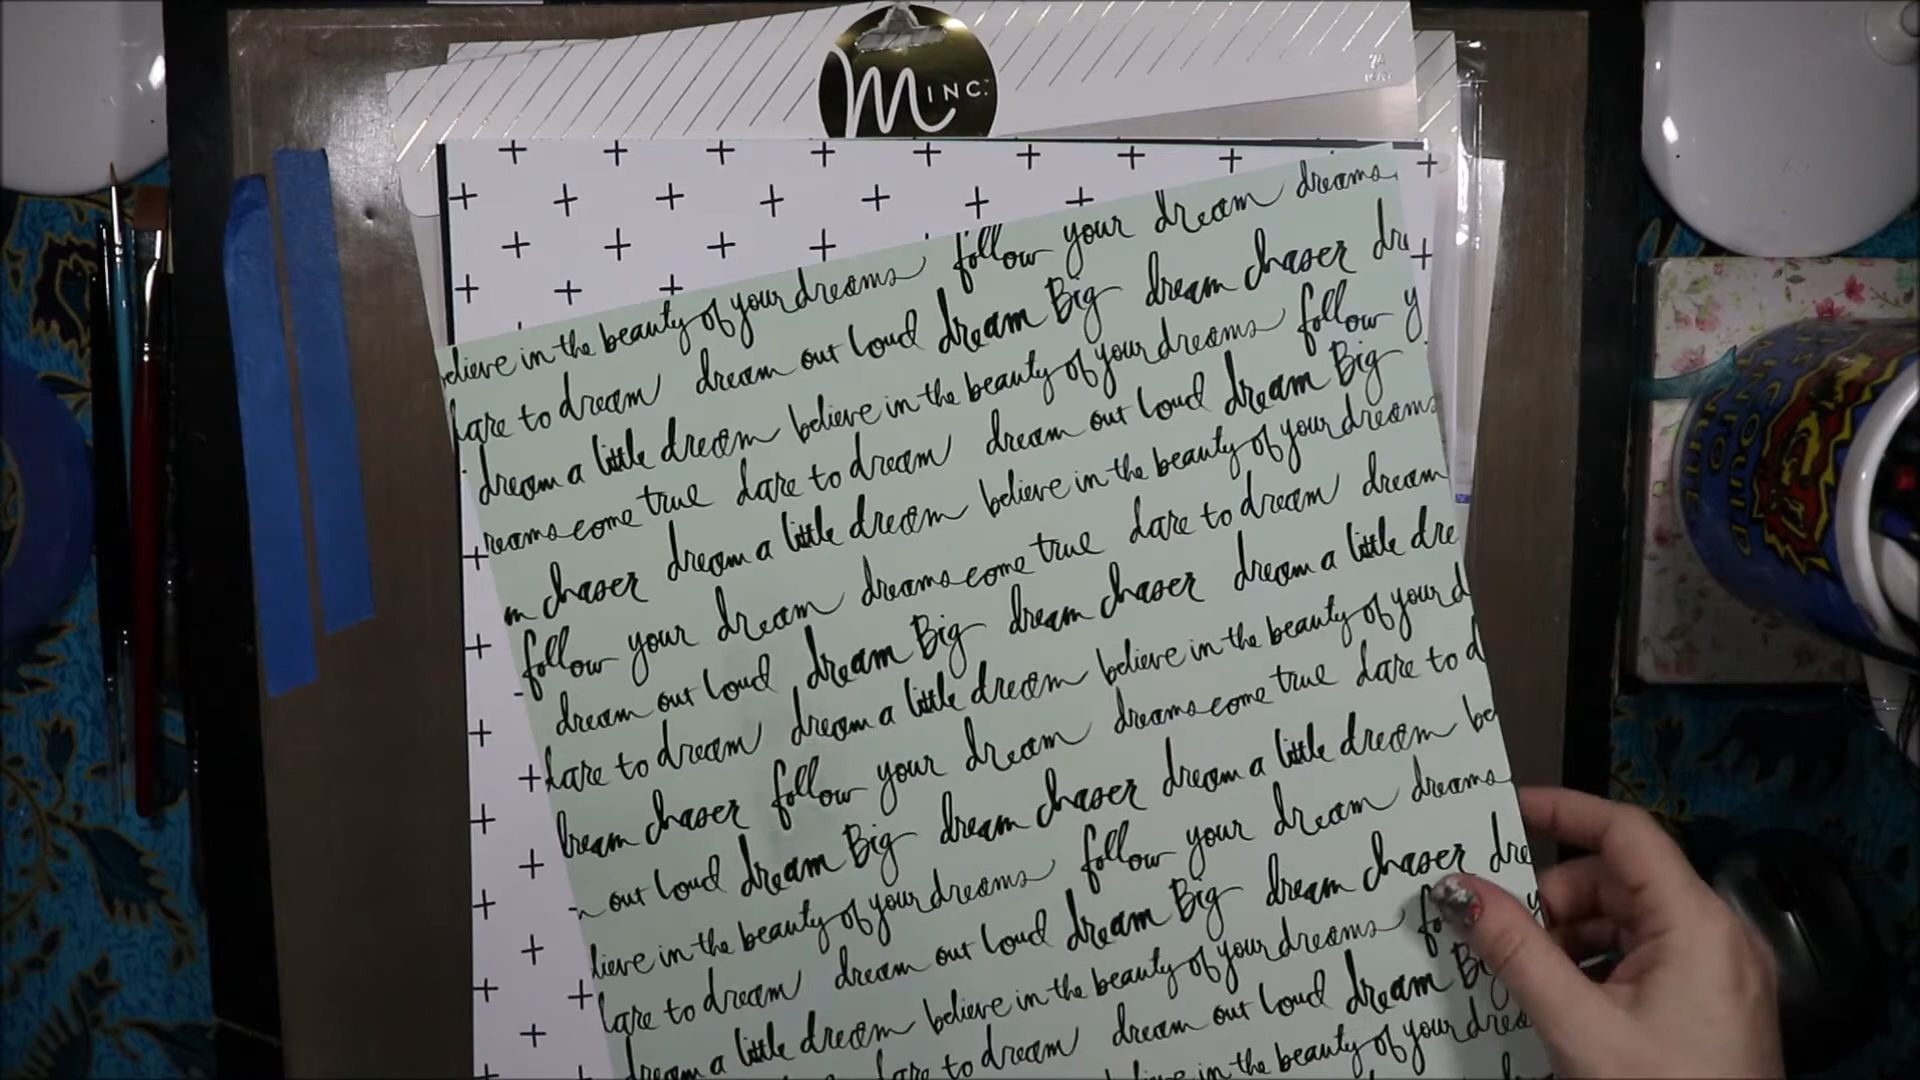 Minc.
believe in the beauty of your dreams follow your dream dreams
dare to dream dream out loud dream Big dream chaser
dream a little dream believe in the beauty of your dreams follow
come true dare to dream dream out loud dream Big
chaser dream a little dream believe in the beauty of your dreams
follow your dream dreams come true dare to dream dream
dream out loud dream Big dream chaser dream a little dre
dare to dream dream a little dream believe in the beauty of your d
dream chaser follow your dream dreams come true dare to d
out loud dream Big dream chaser dream a little dream be
lieve in the beauty of your dreams follow your dream dreams
dare to dream dream out loud dream Big dream chaser dre
dream a little dream believe in the beauty of your dreams fo
dare to dream dream out loud dream Big
in the beauty of your